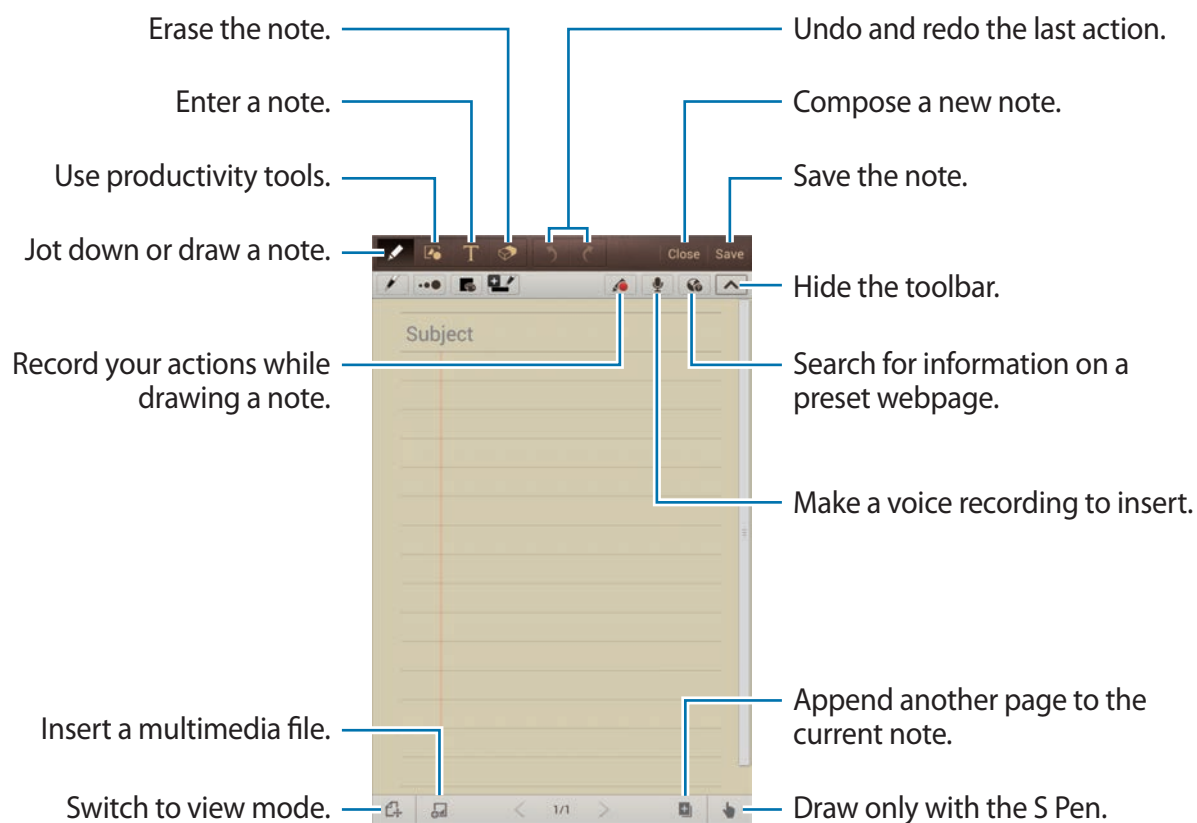 Erase the note.
Undo and redo the last action.
Enter a note.
Compose a new note.
Use productivity tools.
Save the note.
Jot down or draw a note.
T
Close
Save
Hide the toolbar.
Subject
Record your actions while
drawing a note.
Search for information on a
preset webpage.
Make a voice recording to insert.
Append another page to the
current note.
Insert a multimedia file.
Switch to view mode.
1/1
Draw only with the S Pen.